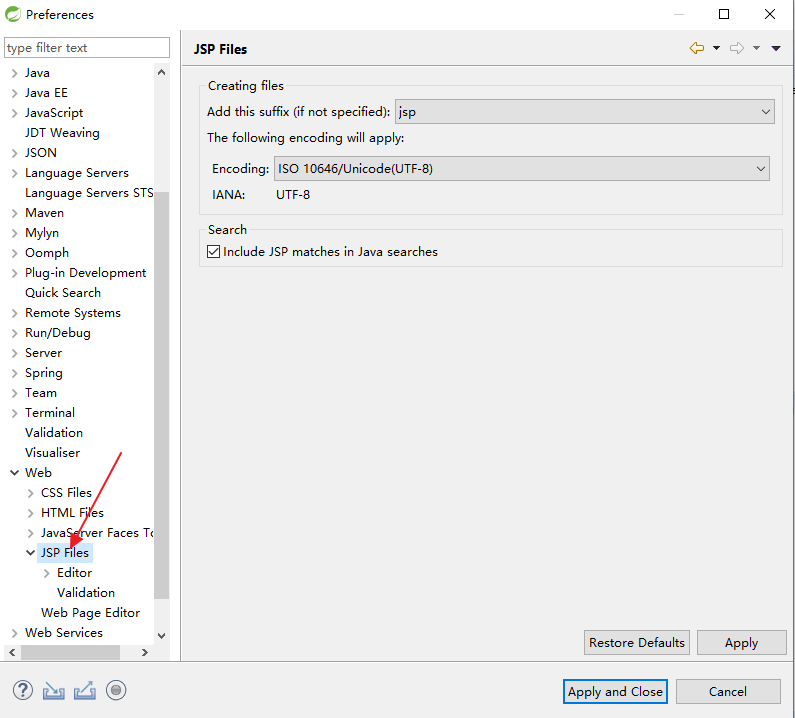 Preferences
type filter text
Java
Java EE
JavaScript
JDT Weaving
JSON
Language Servers
Language Servers STS
Maven
Mylyn
Oomph
Plug-in Development
Quick Search
Remote Systems
Run/Debug
Server
Spring
Team
Terminal
Validation
Visualiser
Web
CSS Files
HTML Files
JavaServer Faces To
JSP Files
Editor
Validation
Web Page Editor
Web Services
JSP Files
Creating files
Add this suffix (if not specified): jsp
The following encoding will apply:
Encoding: ISO 10646/Unicode(UTF-8)
IANA: UTF-8
Search
Include JSP matches in Java searches
Restore Defaults Apply
Apply and Close Cancel